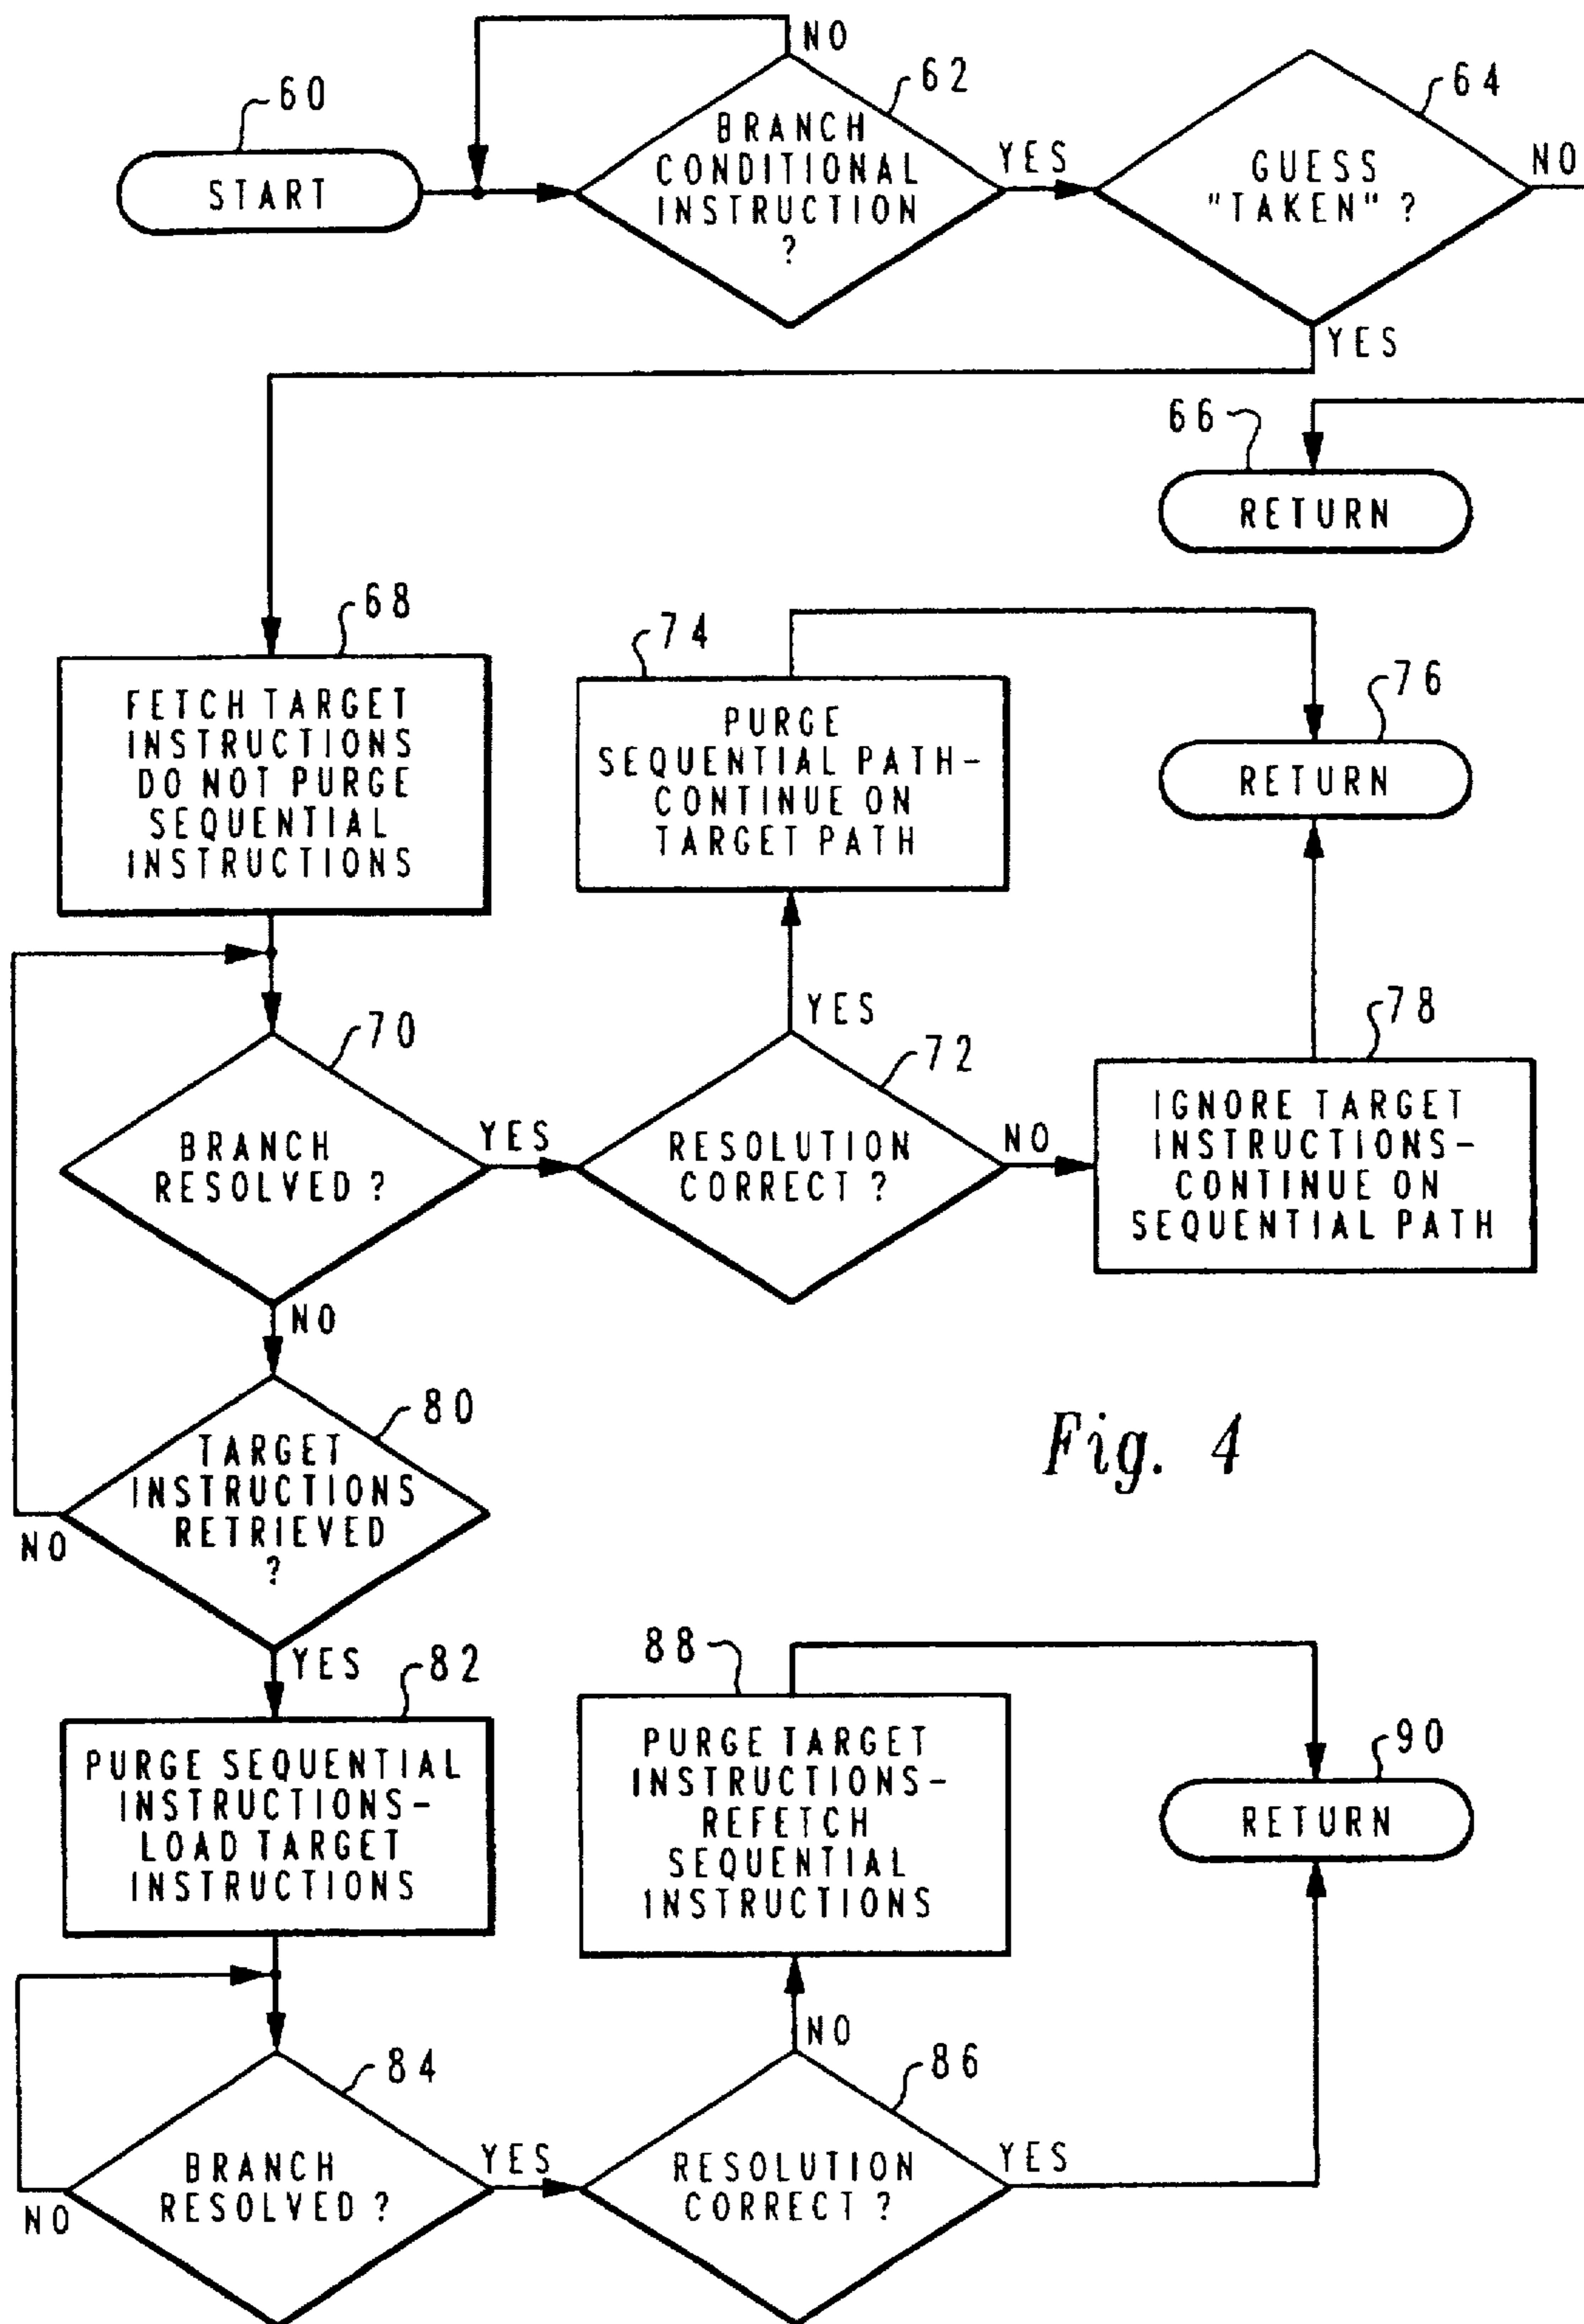 NO
60
62
64
START
BRANCH
CONDITIONAL
INSTRUCTION
?
YES
GUESS
"TAKEN" ?
NO
YES
66
RETURN
68
FETCH TARGET
INSTRUCTIONS
DO NOT PURGE
SEQUENTIAL
INSTRUCTIONS
74
PURGE
SEQUENTIAL PATH-
CONTINUE ON
TARGET PATH
76
RETURN
70
BRANCH
RESOLVED ?
YES
YES
72
RESOLUTION
CORRECT ?
NO
78
IGNORE TARGET
INSTRUCTIONS-
CONTINUE ON
SEQUENTIAL PATH
NO
80
TARGET
INSTRUCTIONS
RETRIEVED
?
NO
Fig. 4
YES
82
PURGE SEQUENTIAL
INSTRUCTIONS-
LOAD TARGET
INSTRUCTIONS
88
PURGE TARGET
INSTRUCTIONS-
REFETCH
SEQUENTIAL
INSTRUCTIONS
90
RETURN
84
BRANCH
RESOLVED ?
NO
YES
NO
86
RESOLUTION
CORRECT ?
YES